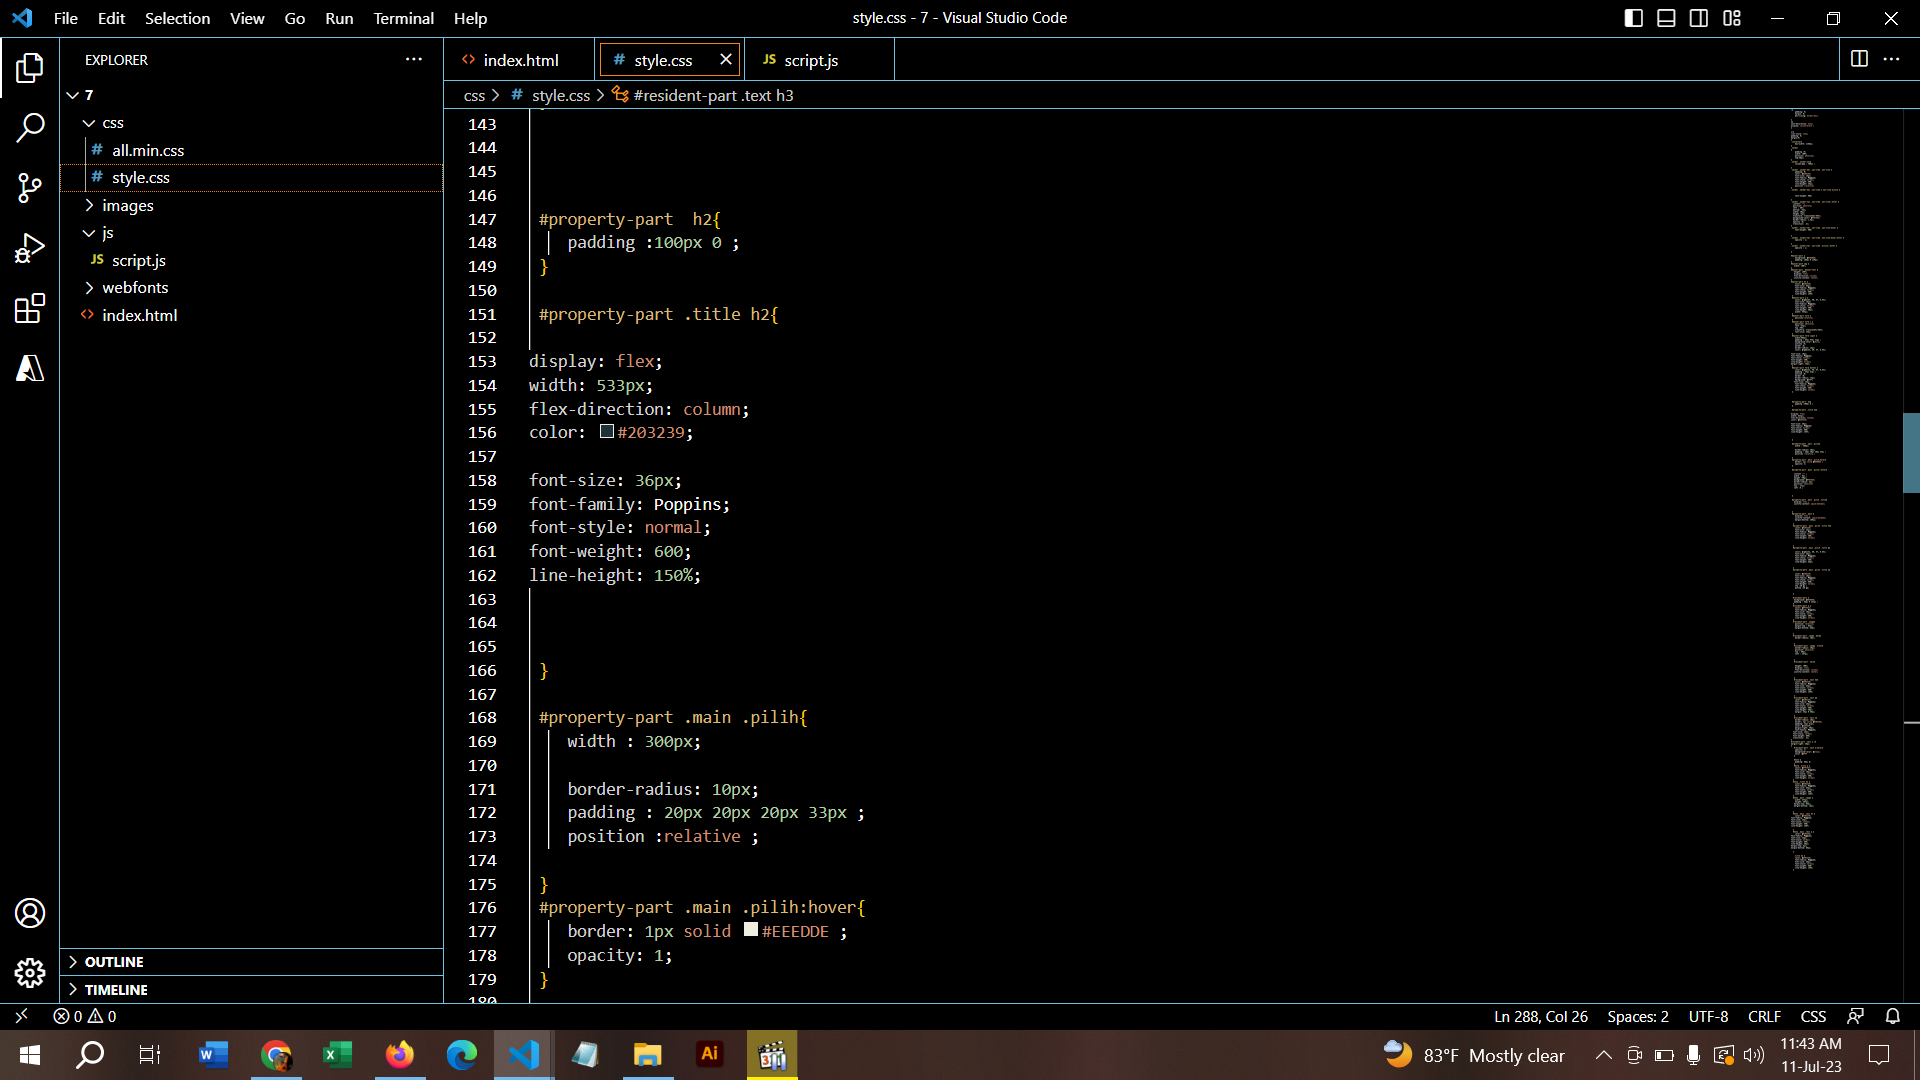 File Edit Selection View Go Run Terminal Help
style.css - 7 - Visual Studio Code
EXPLORER
7
css
# all.min.css
# style.css
images
js
JS script.js
webfonts
<> index.html
OUTLINE
TIMELINE
<> index.html
# style.css
JS script.js
css > # style.css > #resident-part .text h3
143
144
145
146
147 #property-part  h2{
148 padding :100px 0 ;
149 }
150
151 #property-part .title h2{
152
153 display: flex;
154 width: 533px;
155 flex-direction: column;
156 color: #203239;
157
158 font-size: 36px;
159 font-family: Poppins;
160 font-style: normal;
161 font-weight: 600;
162 line-height: 150%;
163
164
165
166 }
167
168 #property-part .main .pilih{
169 width : 300px;
170
171 border-radius: 10px;
172 padding : 20px 20px 20px 33px ;
173 position :relative ;
174
175 }
176 #property-part .main .pilih:hover{
177 border: 1px solid #EEEDDE ;
178 opacity: 1;
179 }
180
0 0
Ln 288, Col 26 Spaces: 2 UTF-8 CRLF CSS
83°F Mostly clear
11:43 AM
11-Jul-23